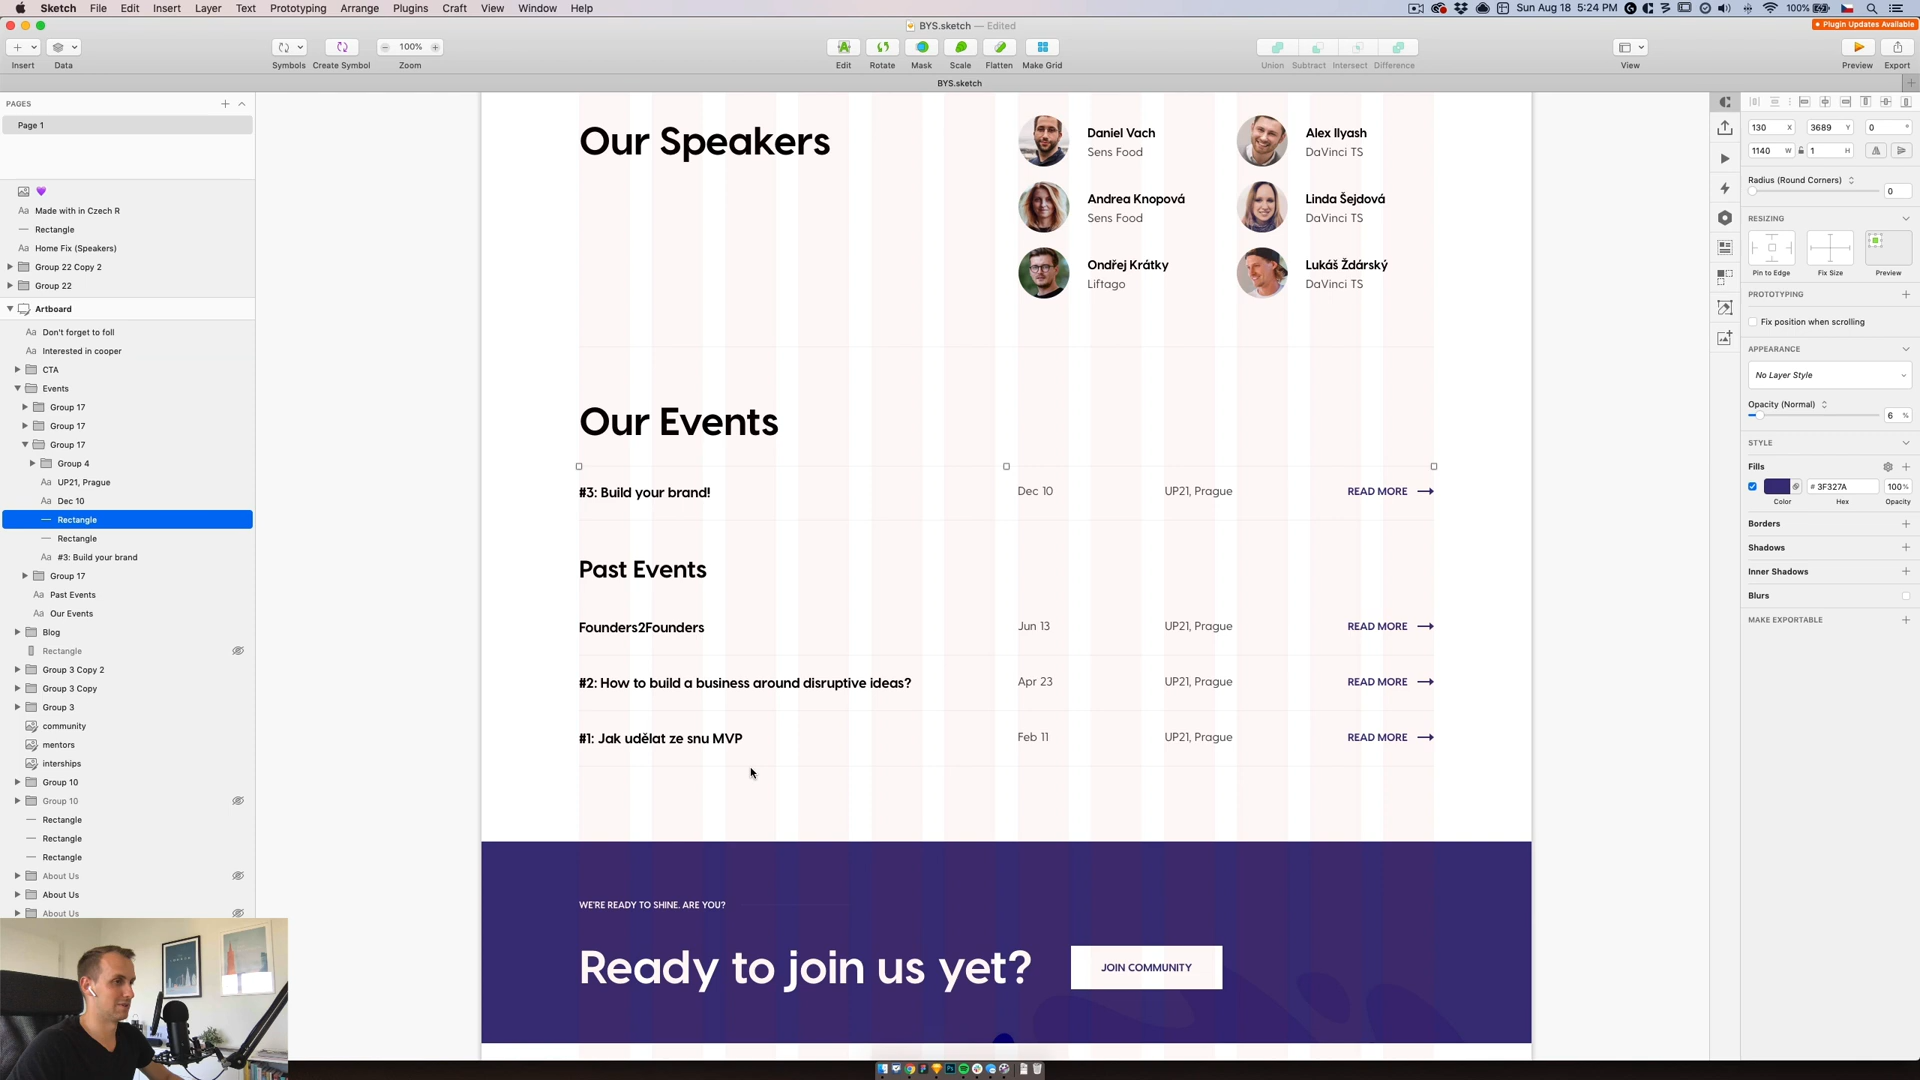 Sketch File Edit Insert Layer Text Prototyping Arrange Plugins Craft View Window Help
100% Sun Aug 18 5:24 PM
BYS.sketch — Edited
Plugin Updates Available
100%
Insert Data Symbols Create Symbol Zoom Edit Rotate Mask Scale Flatten Make Grid Union Subtract Intersect Difference View Preview Export
BYS.sketch
PAGES
Page 1
Made with in Czech R
Rectangle
Home Fix (Speakers)
Group 22 Copy 2
Group 22
Artboard
Don't forget to foll
Interested in cooper
CTA
Events
Group 17
Group 17
Group 17
Group 4
UP21, Prague
Dec 10
Rectangle
Rectangle
#3: Build your brand
Group 17
Past Events
Our Events
Blog
Rectangle
Group 3 Copy 2
Group 3 Copy
Group 3
community
mentors
interships
Group 10
Group 10
Rectangle
Rectangle
Rectangle
About Us
About Us
About Us
Our Speakers
Daniel Vach
Sens Food
Alex Ilyash
DaVinci TS
Andrea Knopová
Sens Food
Linda Šejdová
DaVinci TS
Ondřej Krátky
Liftago
Lukáš Ždárský
DaVinci TS
Our Events
#3: Build your brand! Dec 10 UP21, Prague READ MORE
Past Events
Founders2Founders Jun 13 UP21, Prague READ MORE
#2: How to build a business around disruptive ideas? Apr 23 UP21, Prague READ MORE
#1: Jak udělat ze snu MVP Feb 11 UP21, Prague READ MORE
WE'RE READY TO SHINE. ARE YOU?
Ready to join us yet?
JOIN COMMUNITY
130 X 3689 Y 0 °
1140 W 1 H
Radius (Round Corners)
0
RESIZING
Pin to Edge Fix Size Preview
PROTOTYPING
Fix position when scrolling
APPEARANCE
No Layer Style
Opacity (Normal)
6 %
STYLE
Fills
# 3F327A 100%
Color Hex Opacity
Borders
Shadows
Inner Shadows
Blurs
MAKE EXPORTABLE